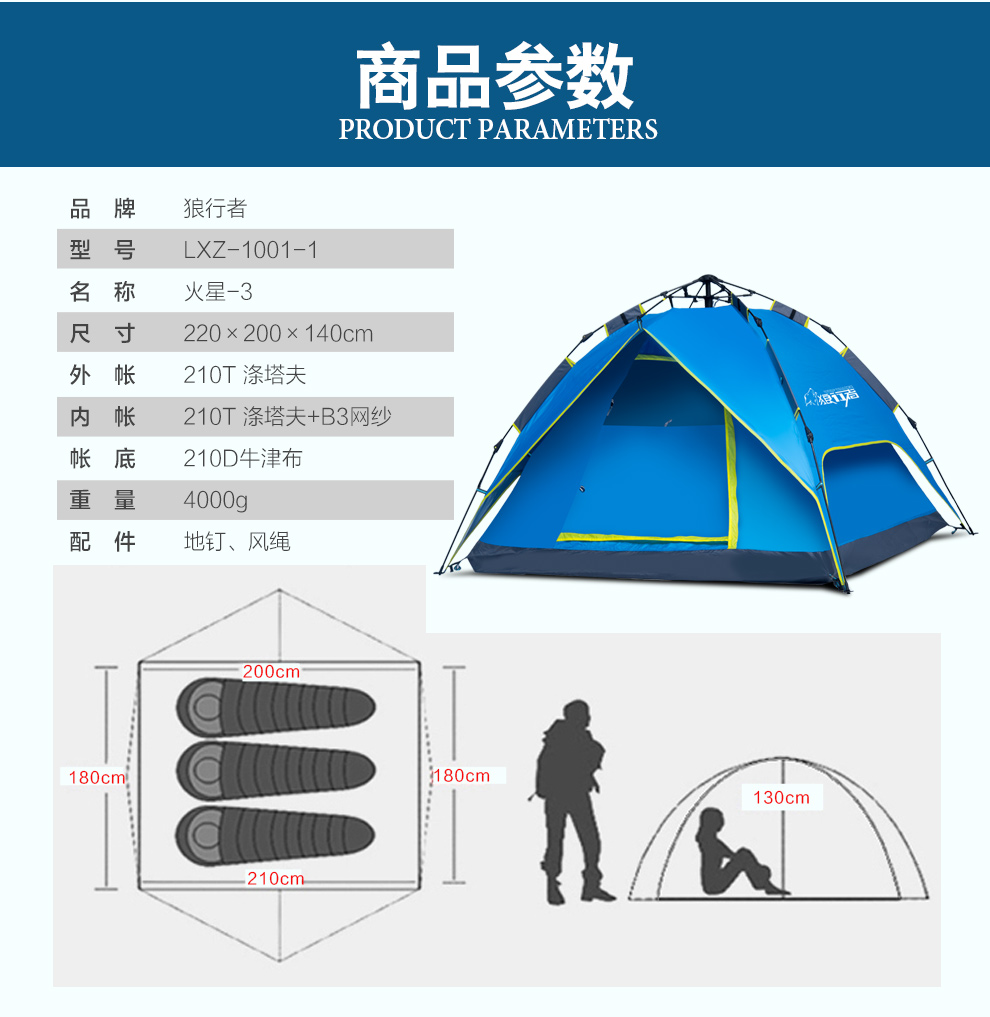 商品参数
PRODUCT PARAMETERS
品 牌 狼行者
型 号 LXZ-1001-1
名 称 火星-3
尺 寸 220×200×140cm
外 帐 210T 涤塔夫
内 帐 210T 涤塔夫+B3网纱
帐 底 210D牛津布
重 量 4000g
配 件 地钉、风绳
狼行者
200cm
180cm
180cm
210cm
130cm